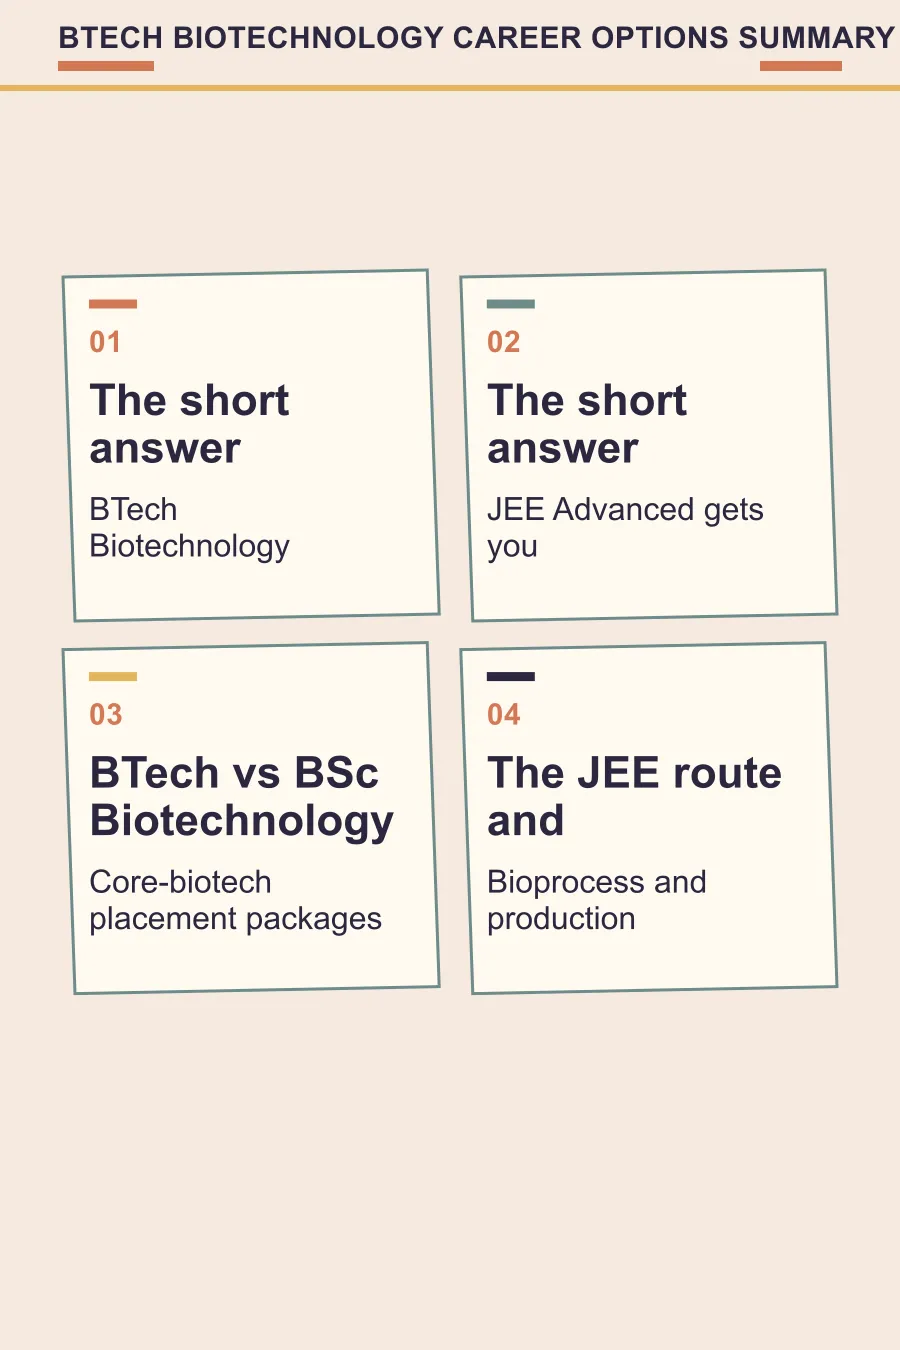 BTECH BIOTECHNOLOGY CAREER OPTIONS SUMMARY
01
The short
answer
BTech
Biotechnology
02
The short
answer
JEE Advanced gets
you
03
BTech vs BSc
Biotechnology
Core-biotech
placement packages
04
The JEE route
and
Bioprocess and
production